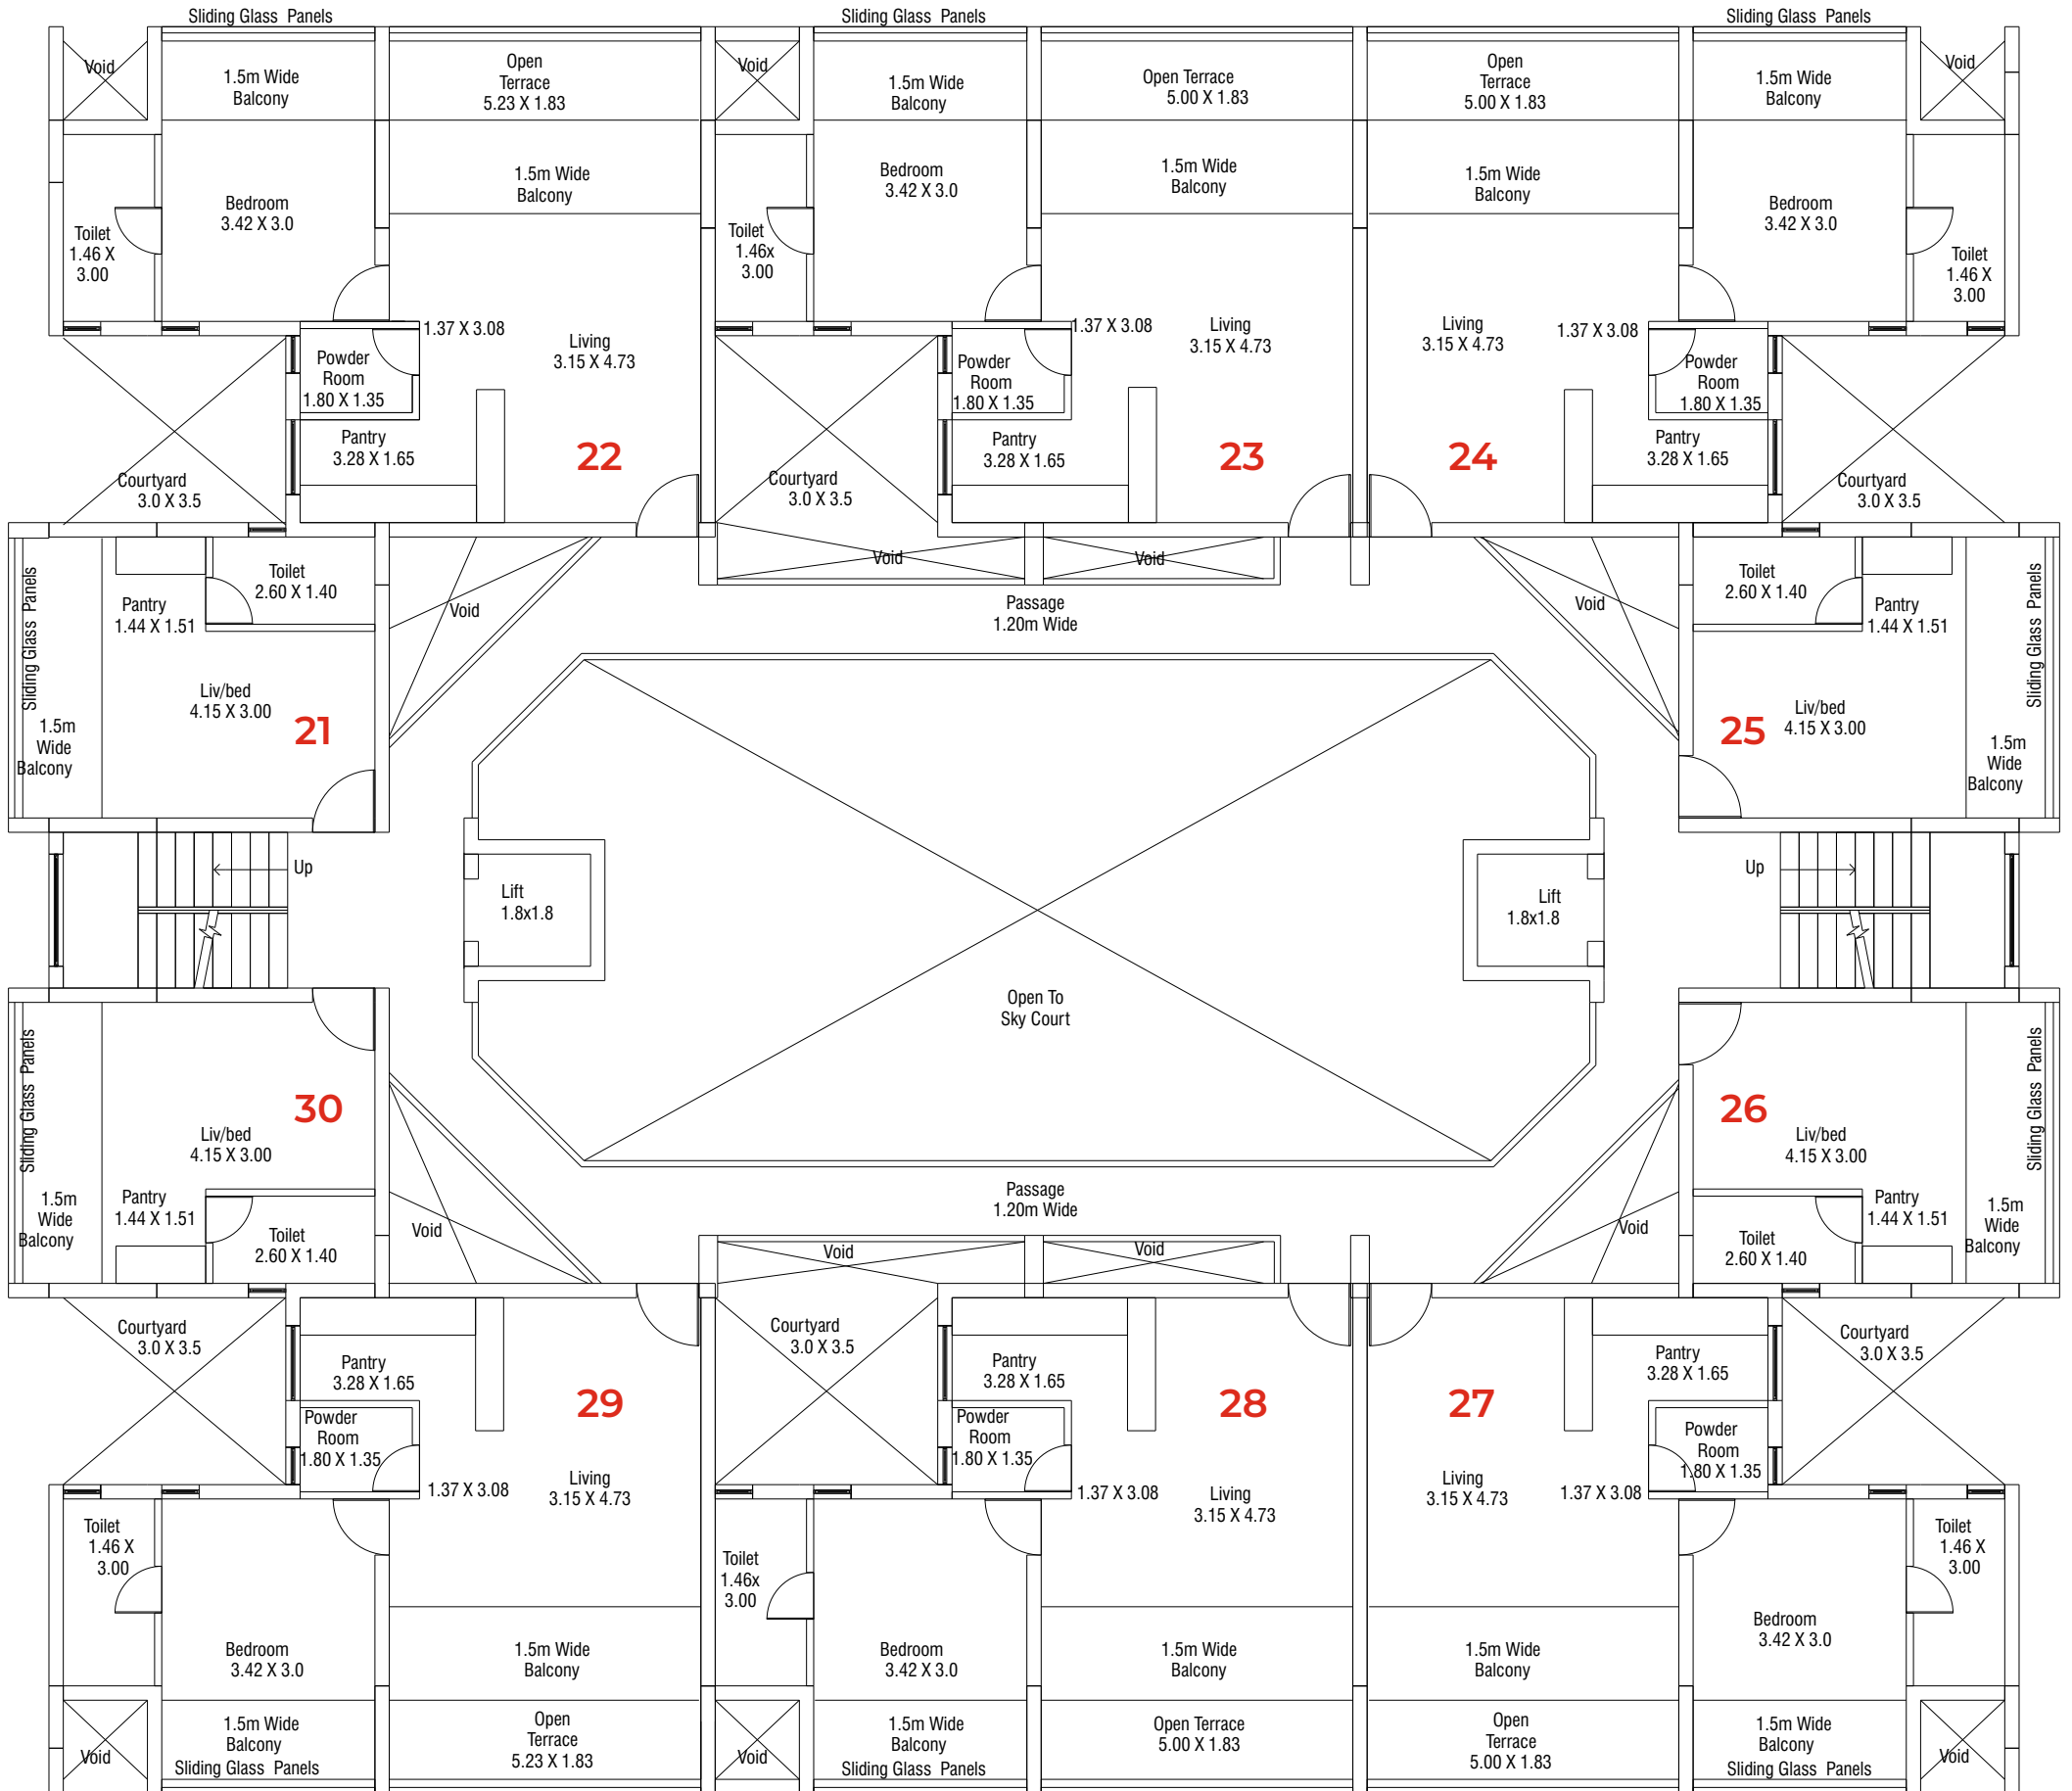 Sliding Glass Panels
Sliding Glass Panels
Sliding Glass Panels
Void
1.5m Wide
Balcony
Open
Terrace
5.23 X 1.83
Void
1.5m Wide
Balcony
Open Terrace
5.00 X 1.83
Open
Terrace
5.00 X 1.83
1.5m Wide
Balcony
Void
Bedroom
3.42 X 3.0
1.5m Wide
Balcony
Bedroom
3.42 X 3.0
1.5m Wide
Balcony
1.5m Wide
Balcony
Bedroom
3.42 X 3.0
Toilet
1.46 X
3.00
Toilet
1.46x
3.00
Toilet
1.46 X
3.00
1.37 X 3.08
Living
3.15 X 4.73
1.37 X 3.08
Living
3.15 X 4.73
Living
3.15 X 4.73
1.37 X 3.08
Powder
Room
1.80 X 1.35
Powder
Room
1.80 X 1.35
Powder
Room
1.80 X 1.35
Pantry
3.28 X 1.65
22
Pantry
3.28 X 1.65
23
24
Pantry
3.28 X 1.65
Courtyard
3.0 X 3.5
Courtyard
3.0 X 3.5
Courtyard
3.0 X 3.5
Void
Void
Sliding Glass Panels
Pantry
1.44 X 1.51
Toilet
2.60 X 1.40
Void
Passage
1.20m Wide
Void
Toilet
2.60 X 1.40
Pantry
1.44 X 1.51
Sliding Glass Panels
Liv/bed
4.15 X 3.00
21
1.5m
Wide
Balcony
25
Liv/bed
4.15 X 3.00
1.5m
Wide
Balcony
Up
Lift
1.8x1.8
Lift
1.8x1.8
Up
Open To
Sky Court
Sliding Glass Panels
30
Liv/bed
4.15 X 3.00
26
Liv/bed
4.15 X 3.00
Sliding Glass Panels
1.5m
Wide
Balcony
Pantry
1.44 X 1.51
Toilet
2.60 X 1.40
Void
Passage
1.20m Wide
Void
Toilet
2.60 X 1.40
Pantry
1.44 X 1.51
1.5m
Wide
Balcony
Void
Void
Courtyard
3.0 X 3.5
Courtyard
3.0 X 3.5
Courtyard
3.0 X 3.5
Pantry
3.28 X 1.65
29
Pantry
3.28 X 1.65
28
27
Pantry
3.28 X 1.65
Powder
Room
1.80 X 1.35
Powder
Room
1.80 X 1.35
Powder
Room
1.80 X 1.35
1.37 X 3.08
Living
3.15 X 4.73
1.37 X 3.08
Living
3.15 X 4.73
Living
3.15 X 4.73
1.37 X 3.08
Toilet
1.46 X
3.00
Toilet
1.46x
3.00
Toilet
1.46 X
3.00
Bedroom
3.42 X 3.0
1.5m Wide
Balcony
Bedroom
3.42 X 3.0
1.5m Wide
Balcony
1.5m Wide
Balcony
Bedroom
3.42 X 3.0
Void
1.5m Wide
Balcony
Sliding Glass Panels
Open
Terrace
5.23 X 1.83
Void
1.5m Wide
Balcony
Sliding Glass Panels
Open Terrace
5.00 X 1.83
Open
Terrace
5.00 X 1.83
1.5m Wide
Balcony
Sliding Glass Panels
Void